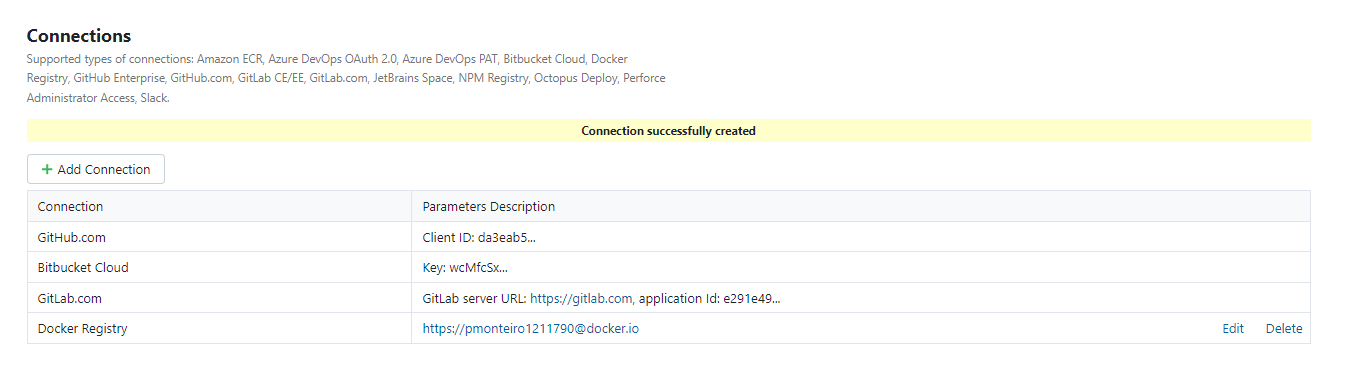 Connections
Supported types of connections: Amazon ECR, Azure DevOps OAuth 2.0, Azure DevOps PAT, Bitbucket Cloud, Docker
Registry, GitHub Enterprise, GitHub.com, GitLab CE/EE, GitLab.com, JetBrains Space, NPM Registry, Octopus Deploy, Perforce
Administrator Access, Slack.
Connection successfully created
+ Add Connection
Connection Parameters Description
GitHub.com Client ID: da3eab5...
Bitbucket Cloud Key: wcMfcSx...
GitLab.com GitLab server URL: https://gitlab.com, application Id: e291e49...
Docker Registry https://pmonteiro1211790@docker.io Edit Delete